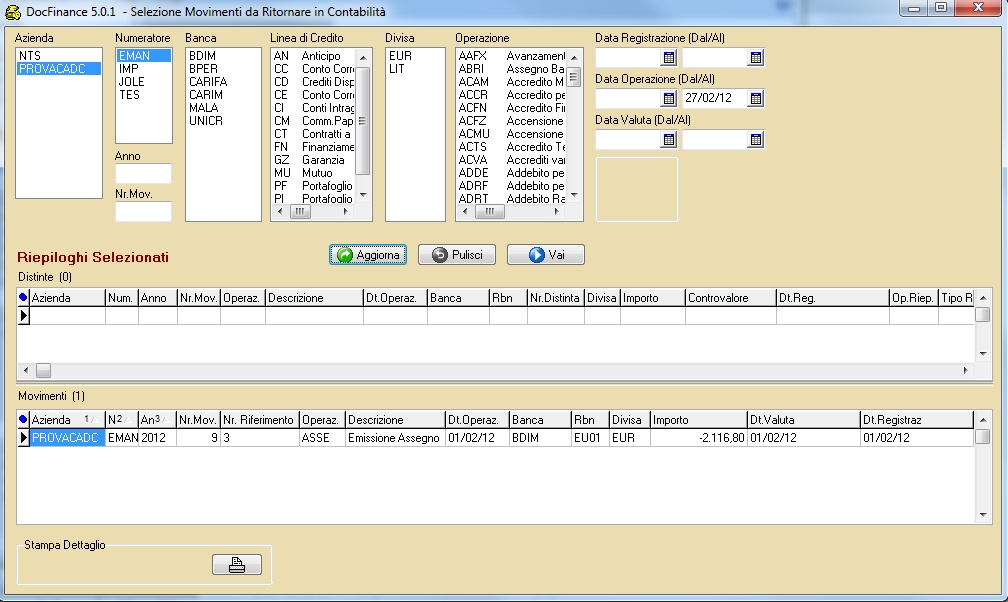 DocFinance 5.0.1 - Selezione Movimenti da Ritornare in Contabilità
Azienda
NTS
PROVACADC
Numeratore
EMAN
IMP
JOLE
TES
Anno
Nr.Mov.
Banca
BDIM
BPER
CARIFA
CARIM
MALA
UNICR
Linea di Credito
AN Anticipo
CC Conto Corre
CD Crediti Disp
CE Conto Corre
CI Conti Intrag
CM Comm.Pap
CT Contratti a
FN Finanziame
GZ Garanzia
MU Mutuo
PF Portafoglio
PI Portafoglio
Divisa
EUR
LIT
Operazione
AAFX Avanzament
ABRI Assegno Ba
ACAM Accredito M
ACCR Accredito pe
ACFN Accredito Fi
ACFZ Accensione
ACMU Accensione
ACTS Accredito Te
ACVA Accrediti var
ADDE Addebito pe
ADRF Addebito pe
ADRT Addebito Ra
Data Registrazione (Dal/Al)
Data Operazione (Dal/Al)
27/02/12
Data Valuta (Dal/Al)
Riepiloghi Selezionati
Aggiorna Pulisci Vai
Distinte (0)
Azienda Num. Anno Nr.Mov. Operaz. Descrizione Dt.Operaz. Banca Rbn Nr.Distinta Divisa Importo Controvalore Dt.Reg. Op.Riep. Tipo R
Movimenti (1)
Azienda 1 N 2 An 3 Nr.Mov. Nr. Riferimento Operaz. Descrizione Dt.Operaz. Banca Rbn Divisa Importo Dt.Valuta Dt.Registraz
PROVACADC EMAN 2012 9 3 ASSE Emissione Assegno 01/02/12 BDIM EU01 EUR -2.116,80 01/02/12 01/02/12
Stampa Dettaglio